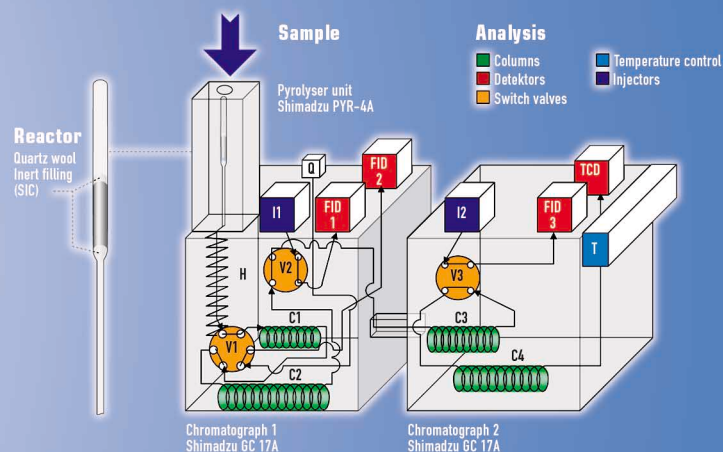 Sample
Analysis
Columns
Detektors
Switch valves
Temperature control
Injectors
Pyrolyser unit
Shimadzu PYR-4A
Reactor
Quartz wool
Inert filling
(SIC)
Q
FID
2
I1
FID
1
H
V2
V1
C1
C2
TCD
I2
FID
3
T
V3
C3
C4
Chromatograph 1
Shimadzu GC 17A
Chromatograph 2
Shimadzu GC 17A